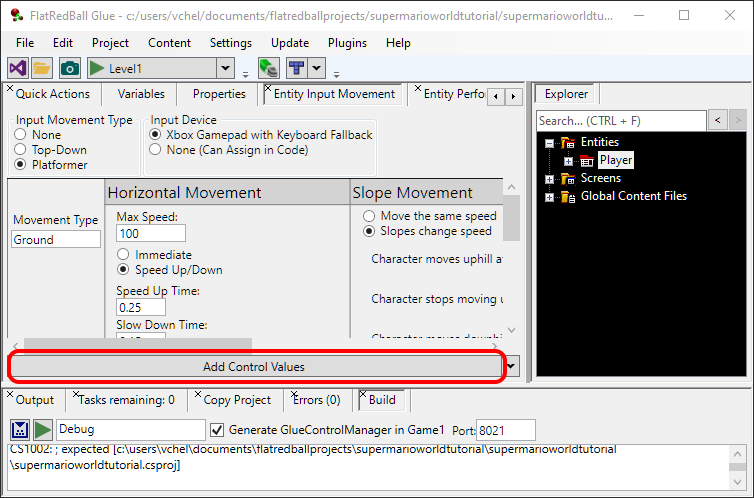 FlatRedBall Glue - c:/users/vchel/documents/flatredballprojects/supermarioworldtutorial/supermarioworldtu...
File Edit Project Content Settings Update Plugins Help
Level1
Quick Actions Variables Properties Entity Input Movement Entity Perfo
Explorer
Input Movement Type
None
Top-Down
Platformer
Input Device
Xbox Gamepad with Keyboard Fallback
None (Can Assign in Code)
Search... (CTRL + F)
Entities
Player
Screens
Global Content Files
Movement Type
Ground
Horizontal Movement
Max Speed:
100
Immediate
Speed Up/Down
Speed Up Time:
0.25
Slow Down Time:
Slope Movement
Move the same speed
Slopes change speed
Character moves uphill a
Character stops moving u
Add Control Values
Output Tasks remaining: 0 Copy Project Errors (0) Build
Debug
Generate GlueControlManager in Game1 Port: 8021
CS1002: ; expected [c:\users\vchel\documents\flatredballprojects\supermarioworldtutorial\supermarioworldtutorial
\supermarioworldtutorial.csproj]